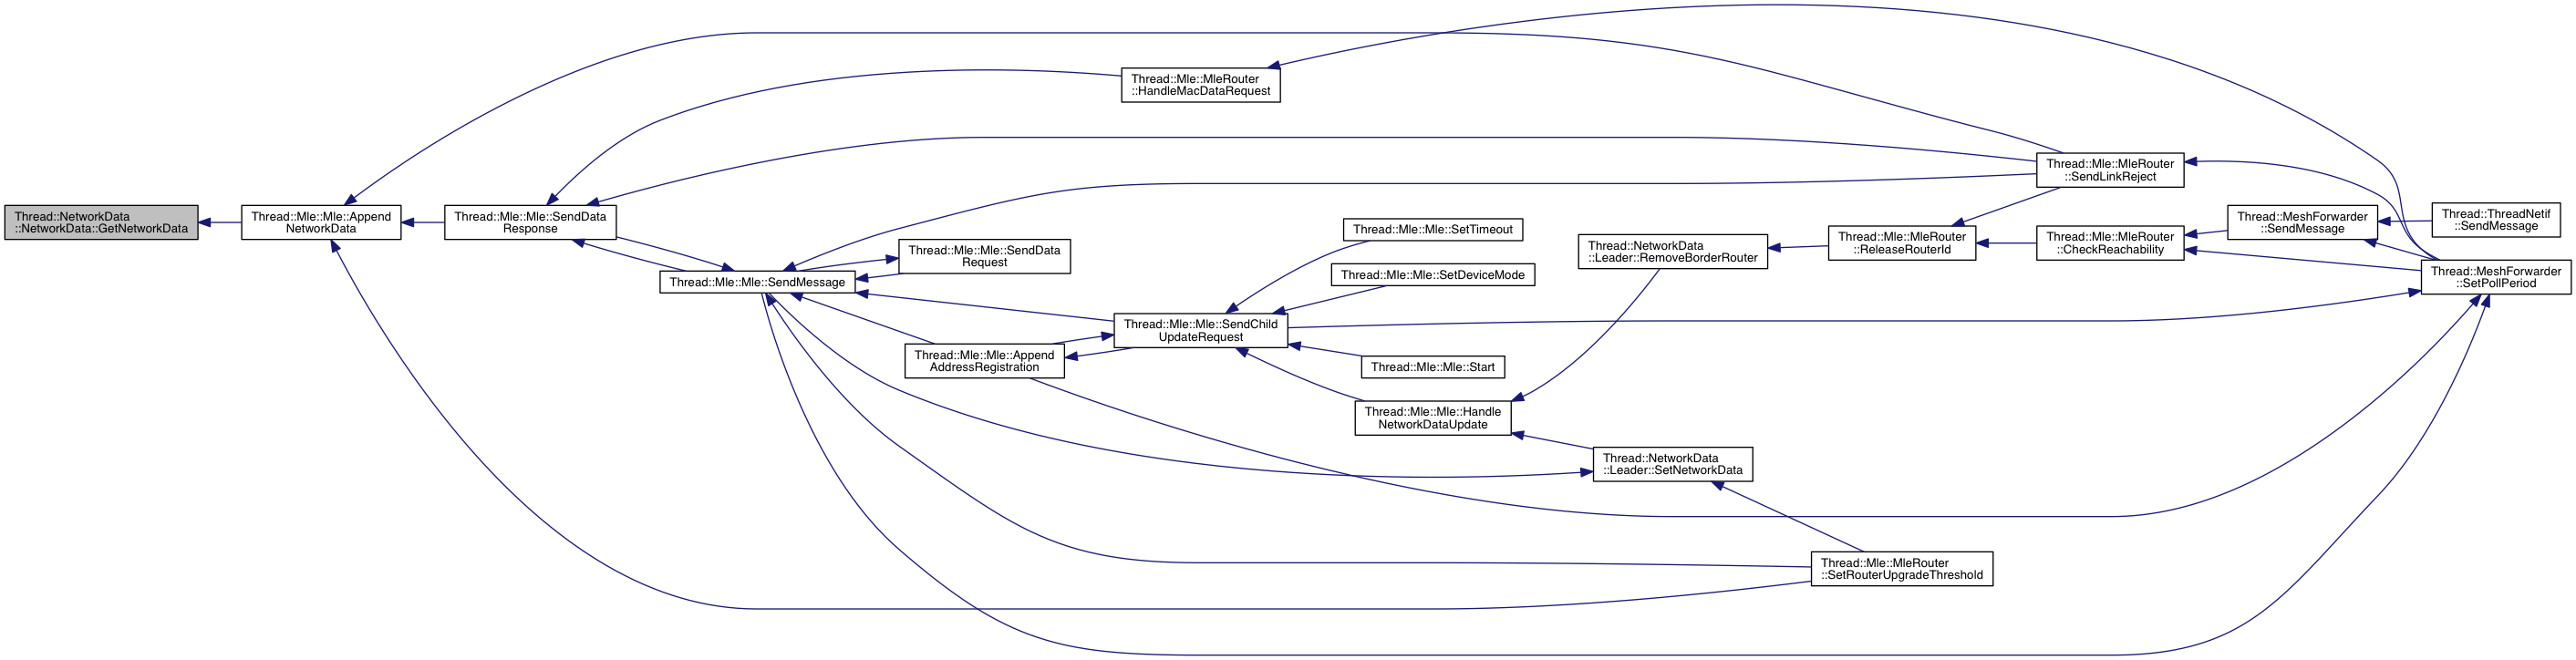 Thread::NetworkData
::NetworkData::GetNetworkData
Thread::Mle::Mle::Append
NetworkData
Thread::Mle::Mle::SendData
Response
Thread::Mle::Mle::SendMessage
Thread::Mle::Mle::SendData
Request
Thread::Mle::Mle::Append
AddressRegistration
Thread::Mle::MleRouter
::HandleMacDataRequest
Thread::Mle::Mle::SendChild
UpdateRequest
Thread::Mle::Mle::SetTimeout
Thread::Mle::Mle::SetDeviceMode
Thread::Mle::Mle::Start
Thread::Mle::Mle::Handle
NetworkDataUpdate
Thread::NetworkData
::Leader::RemoveBorderRouter
Thread::NetworkData
::Leader::SetNetworkData
Thread::Mle::MleRouter
::ReleaseRouterId
Thread::Mle::MleRouter
::SetRouterUpgradeThreshold
Thread::Mle::MleRouter
::SendLinkReject
Thread::Mle::MleRouter
::CheckReachability
Thread::MeshForwarder
::SendMessage
Thread::ThreadNetif
::SendMessage
Thread::MeshForwarder
::SetPollPeriod